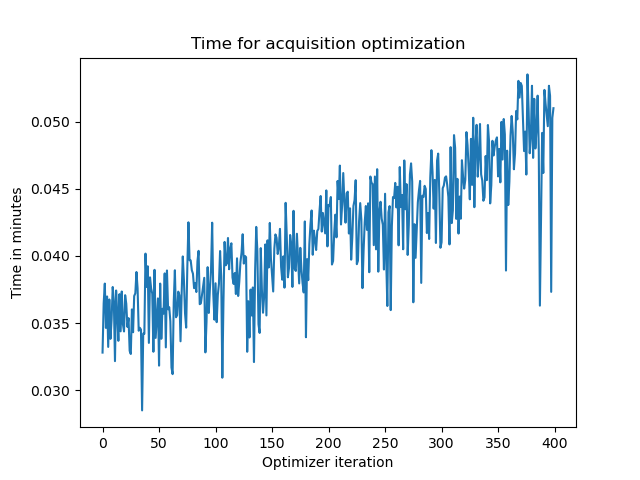 Time for acquisition optimization
Time in minutes
0.050
0.045
0.040
0.035
0.030
0 50 100 150 200 250 300 350 400
Optimizer iteration